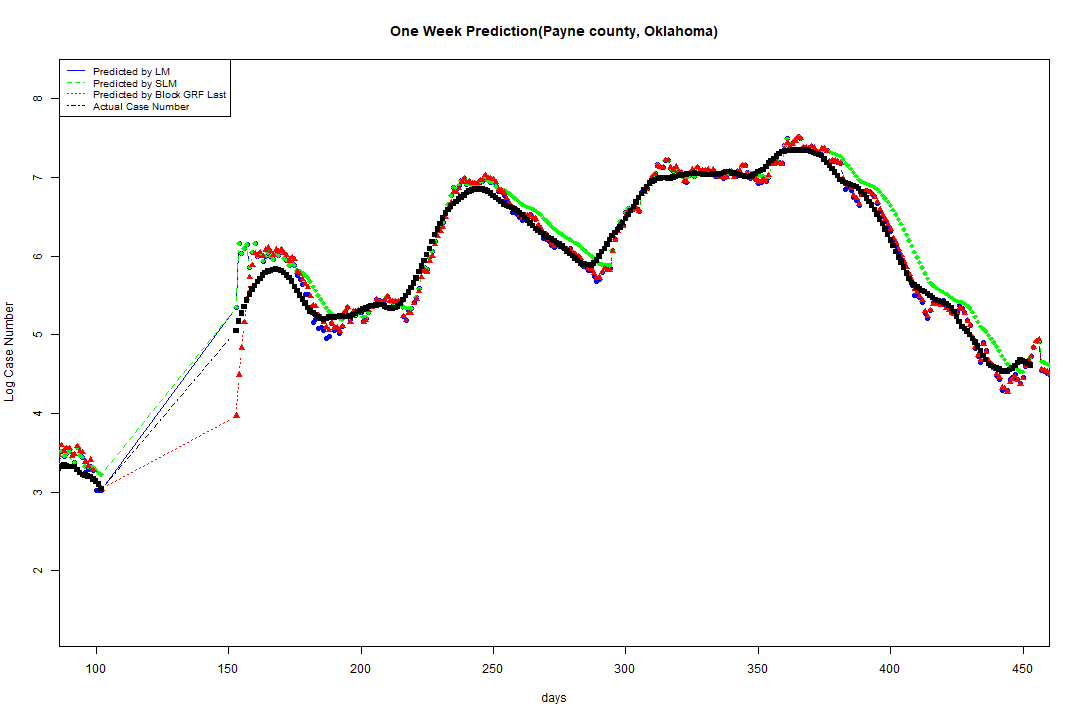 One Week Prediction(Payne county, Oklahoma)
Predicted by LM
Predicted by SLM
Predicted by Block GRF Last
Actual Case Number
Log Case Number
8
7
6
5
4
3
2
100 150 200 250 300 350 400 450
days